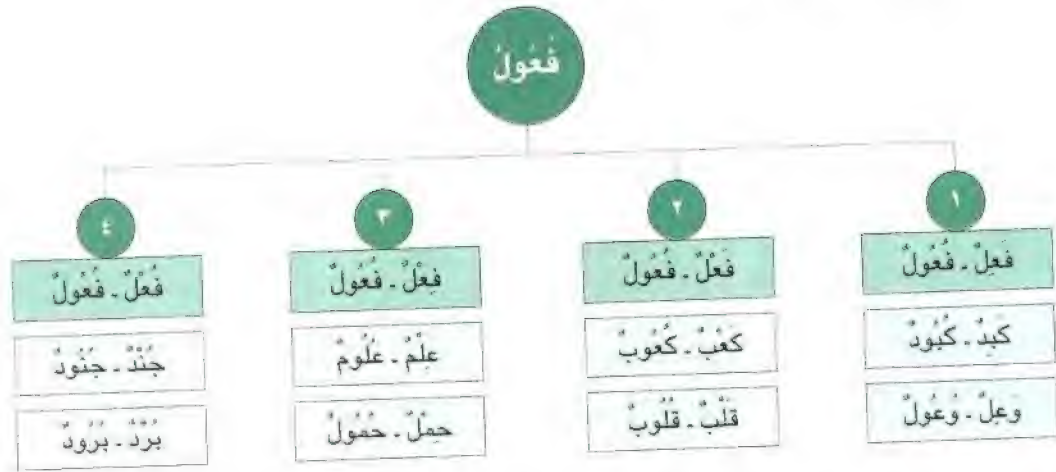 فُعُولٌ
١
فَعِلٌ ـ فُعُولٌ
كَبِدٌ ـ كُبُودٌ
وَعِلٌ ـ وُعُولٌ
٢
فَعْلٌ ـ فُعُولٌ
كَعْبٌ ـ كُعُوبٌ
قَلْبٌ ـ قُلُوبٌ
٣
فِعْلٌ ـ فُعُولٌ
عِلْمٌ ـ عُلُومٌ
حِمْلٌ ـ حُمُولٌ
٤
فُعْلٌ ـ فُعُولٌ
جُنْدٌ ـ جُنُودٌ
بُرْدٌ ـ بُرُودٌ